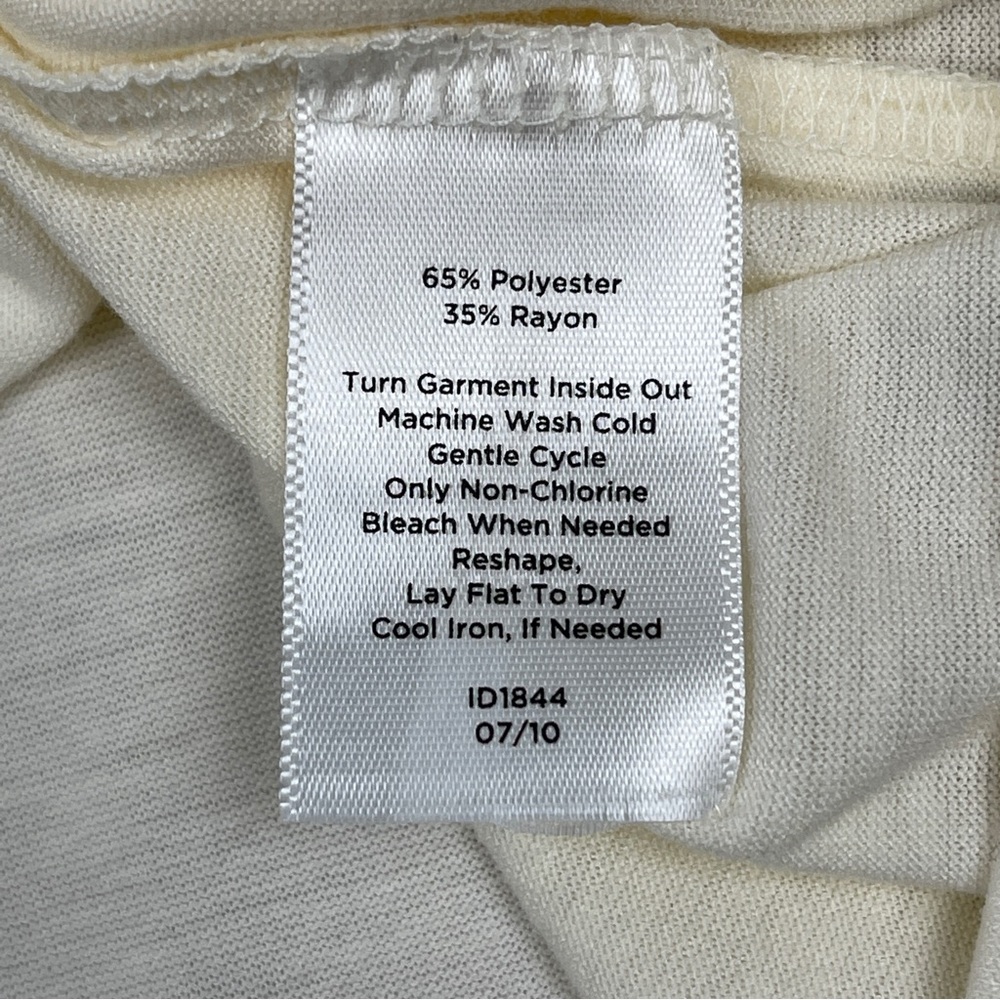 65% Polyester
35% Rayon
Turn Garment Inside Out
Machine Wash Cold
Gentle Cycle
Only Non-Chlorine
Bleach When Needed
Reshape,
Lay Flat To Dry
Cool Iron, If Needed
ID1844
07/10